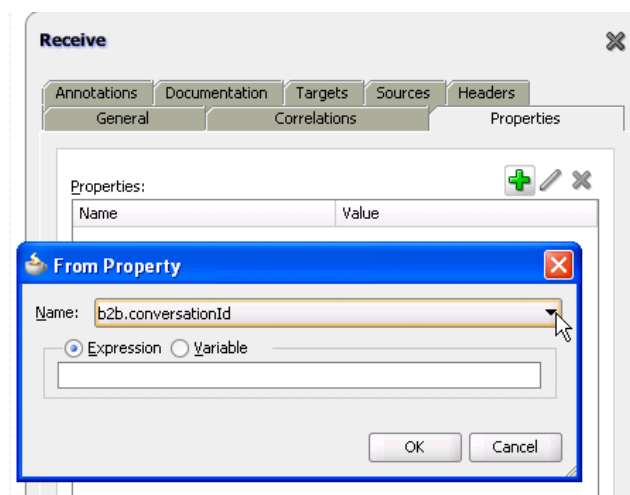 Receive
Annotations Documentation Targets Sources Headers
General Correlations Properties
Properties:
Name Value
From Property
Name: b2b.conversationId
Expression Variable
OK Cancel